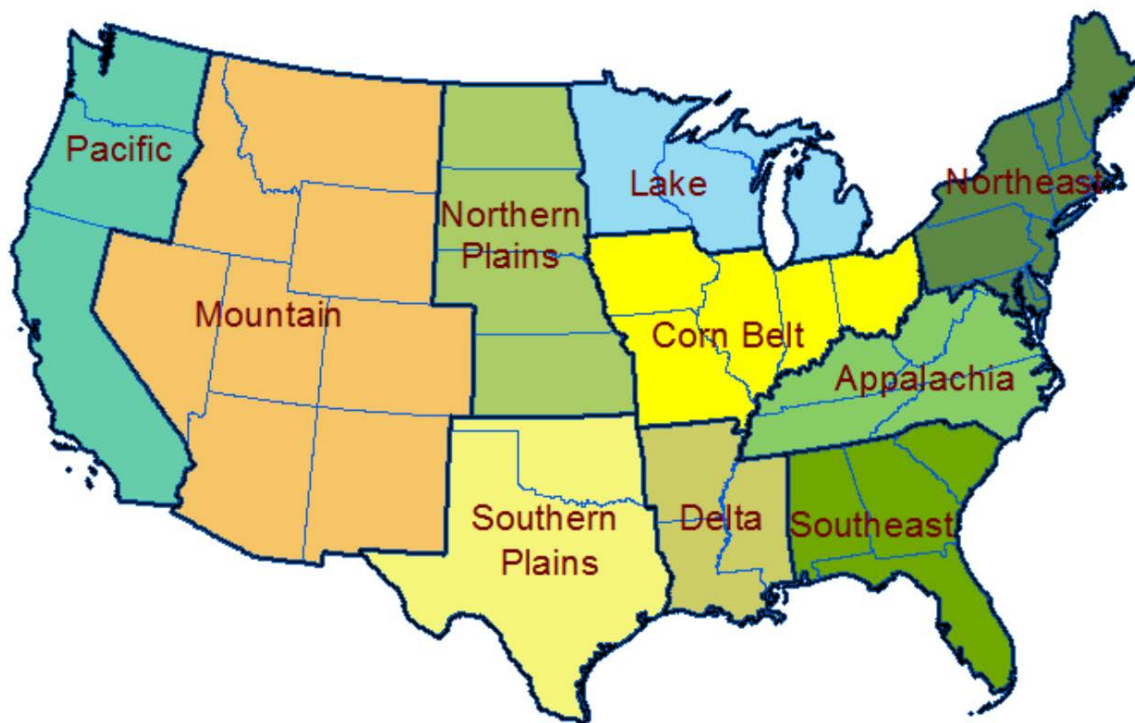 Pacific
Lake
Northeast
Northern
Plains
Mountain
Corn Belt
Appalachia
Southern
Plains
Delta
Southeast